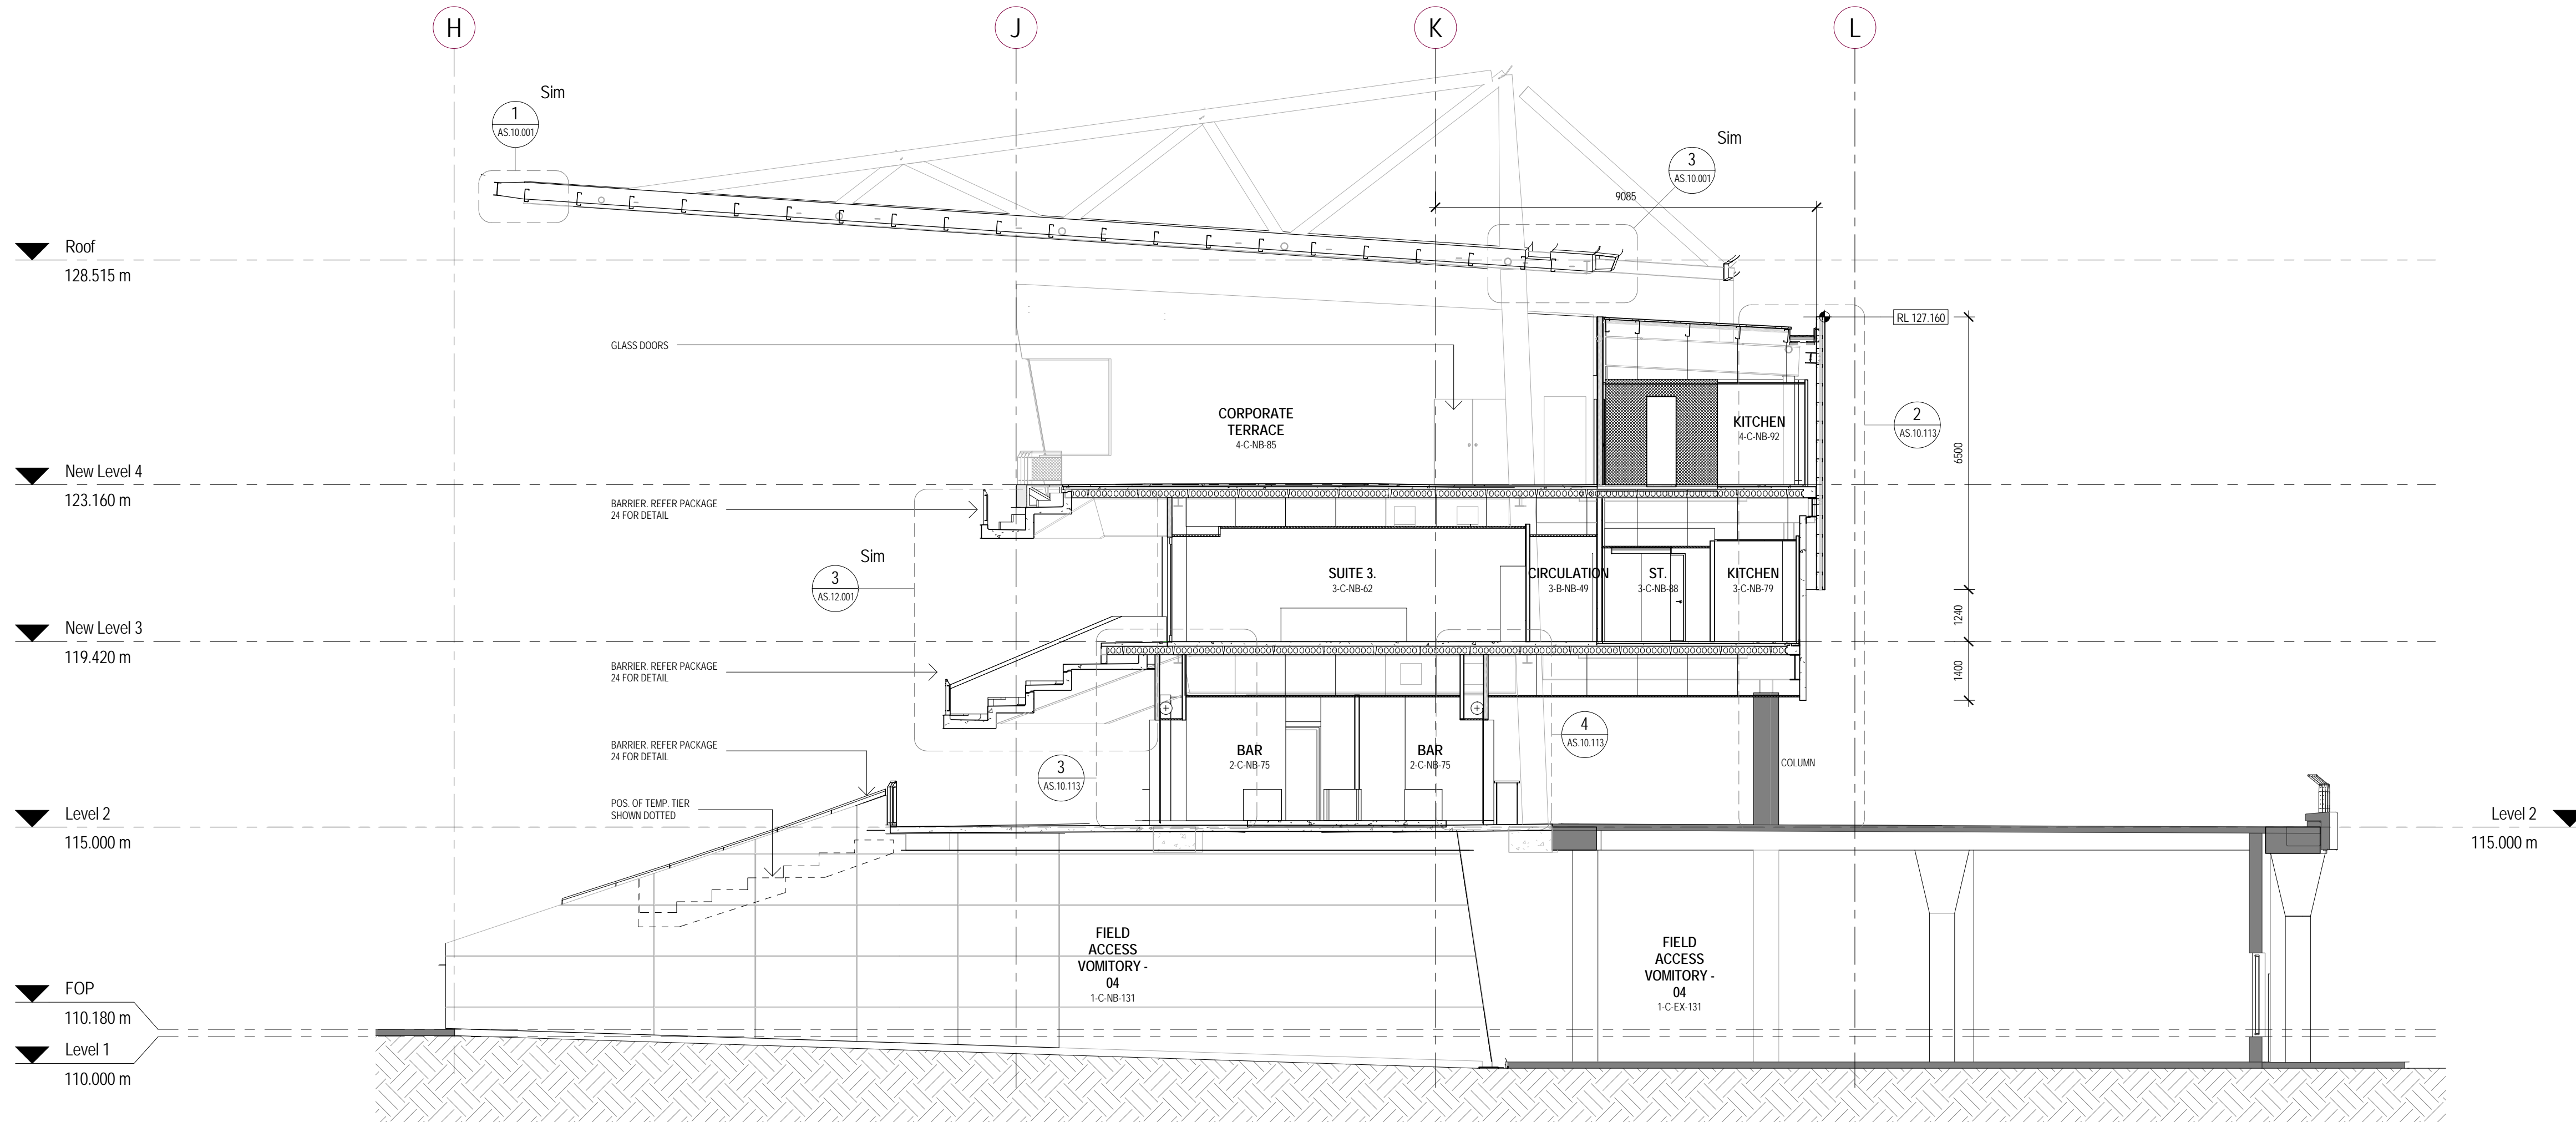 H
J
K
L
Sim
1
AS.10.001
Sim
3
AS.10.001
9085
Roof
128.515 m
RL 127.160
GLASS DOORS
CORPORATE
TERRACE
4-C-NB-85
KITCHEN
4-C-NB-92
2
AS.10.113
6500
New Level 4
123.160 m
BARRIER. REFER PACKAGE
24 FOR DETAIL
Sim
3
AS.12.001
SUITE 3.
3-C-NB-62
CIRCULATION
3-B-NB-49
ST.
3-C-NB-88
KITCHEN
3-C-NB-79
1240
New Level 3
119.420 m
BARRIER. REFER PACKAGE
24 FOR DETAIL
1400
4
AS.10.113
BARRIER. REFER PACKAGE
24 FOR DETAIL
BAR
2-C-NB-75
BAR
2-C-NB-75
3
AS.10.113
COLUMN
POS. OF TEMP. TIER
SHOWN DOTTED
Level 2
115.000 m
Level 2
115.000 m
FIELD
ACCESS
VOMITORY -
04
1-C-NB-131
FIELD
ACCESS
VOMITORY -
04
1-C-EX-131
FOP
110.180 m
Level 1
110.000 m